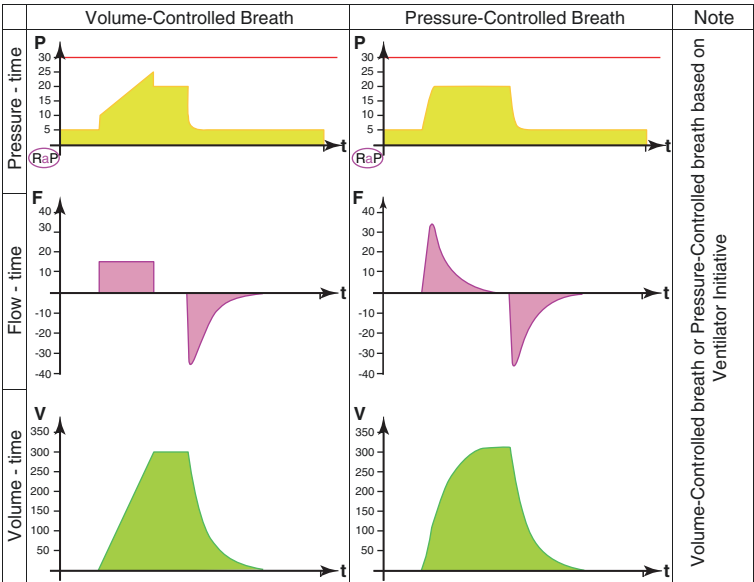 Volume-Controlled Breath
Pressure-Controlled Breath
Note
Pressure - time
P
30
25
20
15
10
5
RaP
t
P
30
25
20
15
10
5
RaP
t
Volume-Controlled breath or Pressure-Controlled breath based on
Ventilator Initiative
Flow - time
F
40
30
20
10
-10
-20
-30
-40
t
F
40
30
20
10
-10
-20
-30
-40
t
Volume - time
V
350
300
250
200
150
100
50
t
V
350
300
250
200
150
100
50
t